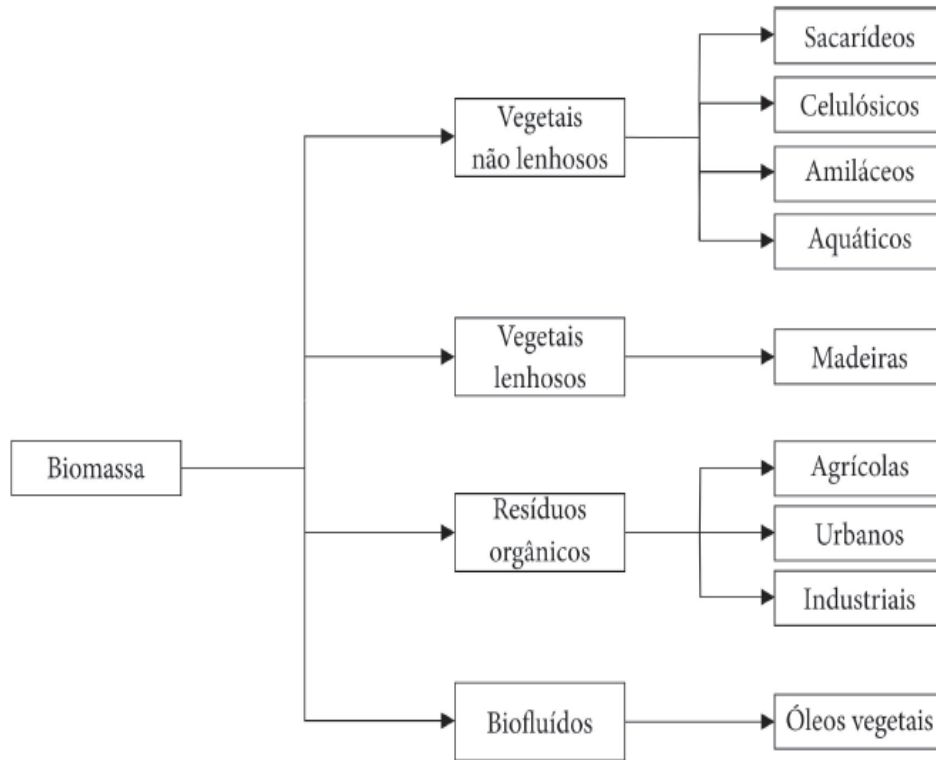 Sacarídeos
Vegetais
não lenhosos
Celulósicos
Amiláceos
Aquáticos
Vegetais
lenhosos
Madeiras
Biomassa
Agrícolas
Resíduos
orgânicos
Urbanos
Industriais
Biofluídos
Óleos vegetais